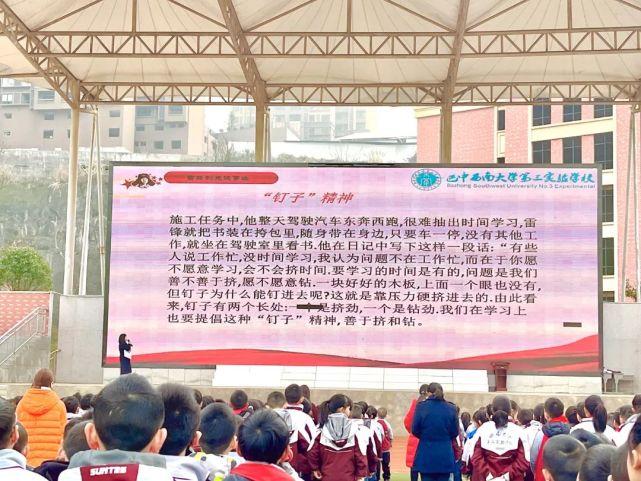 巴中西南大学第三实验学校
Bazhong Southwest University No.3 Experimental
“钉子”精神
施工任务中,他整天驾驶汽车东奔西跑,很难抽出时间学习,雷
锋就把书装在挎包里,随身带在身边,只要车一停,没有其他工
作,就坐在驾驶室里看书.他在日记中写下这样一段话:“有些
人说工作忙,没时间学习,我认为问题不在工作忙,而在于你愿
不愿意学习,会不会挤时间.要学习的时间是有的,问题是我们
善不善于挤,愿不愿意钻.一块好好的木板,上面一个眼也没有,
但钉子为什么能钉进去呢?这就是靠压力硬挤进去的.由此看
来,钉子有两个长处:一个是挤劲,一个是钻劲.我们在学习上
也要提倡这种“钉子”精神,善于挤和钻。